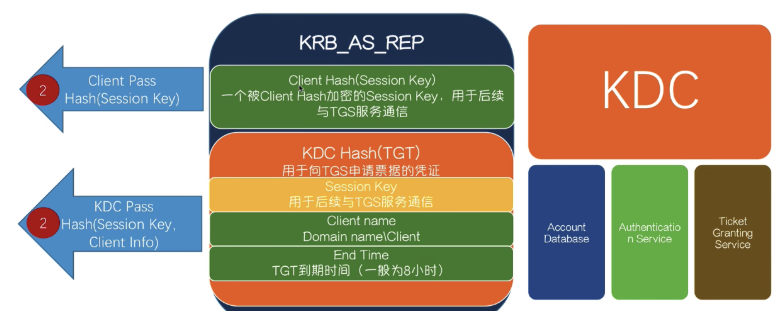 KRB_AS_REP
2
Client Pass
Hash(Session Key)
Client Hash(Session Key)
一个被Client Hash加密的Session Key，用于后续
与TGS服务通信
2
KDC Pass
Hash(Session Key，
Client Info)
KDC Hash(TGT)
用于向TGS申请票据的凭证
Session Key
用于后续与TGS服务通信
Client name
Domain name\Client
End Time
TGT到期时间（一般为8小时）
KDC
Account
Database
Authenticatio
n Service
Ticket
Granting
Service